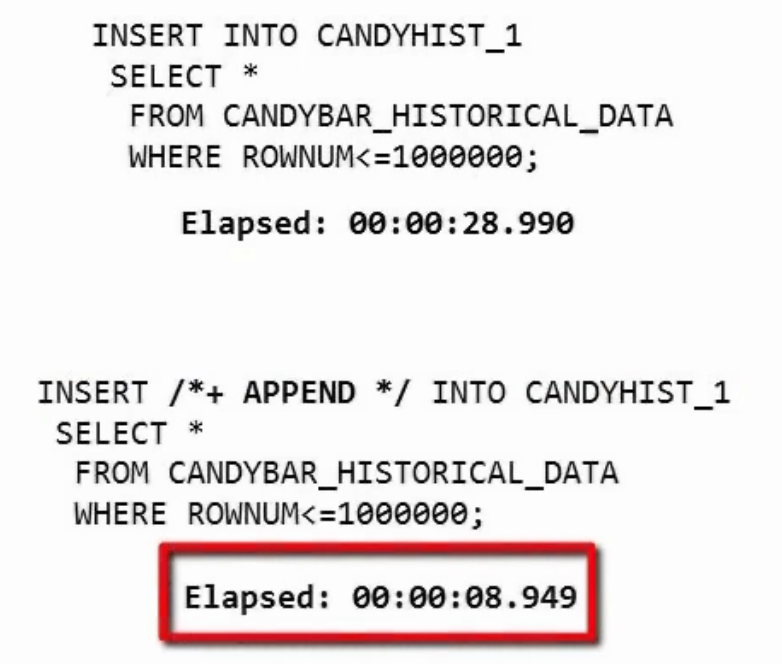 INSERT INTO CANDYHIST_1
SELECT *
FROM CANDYBAR_HISTORICAL_DATA
WHERE ROWNUM<=1000000;
Elapsed: 00:00:28.990
INSERT /*+ APPEND */ INTO CANDYHIST_1
SELECT *
FROM CANDYBAR_HISTORICAL_DATA
WHERE ROWNUM<=1000000;
Elapsed: 00:00:08.949